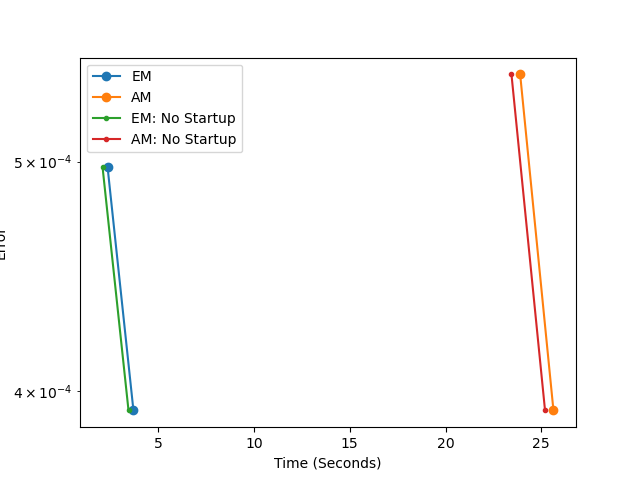 EM
AM
EM: No Startup
AM: No Startup
5 × 10⁻⁴
4 × 10⁻⁴
Error
5 10 15 20 25
Time (Seconds)